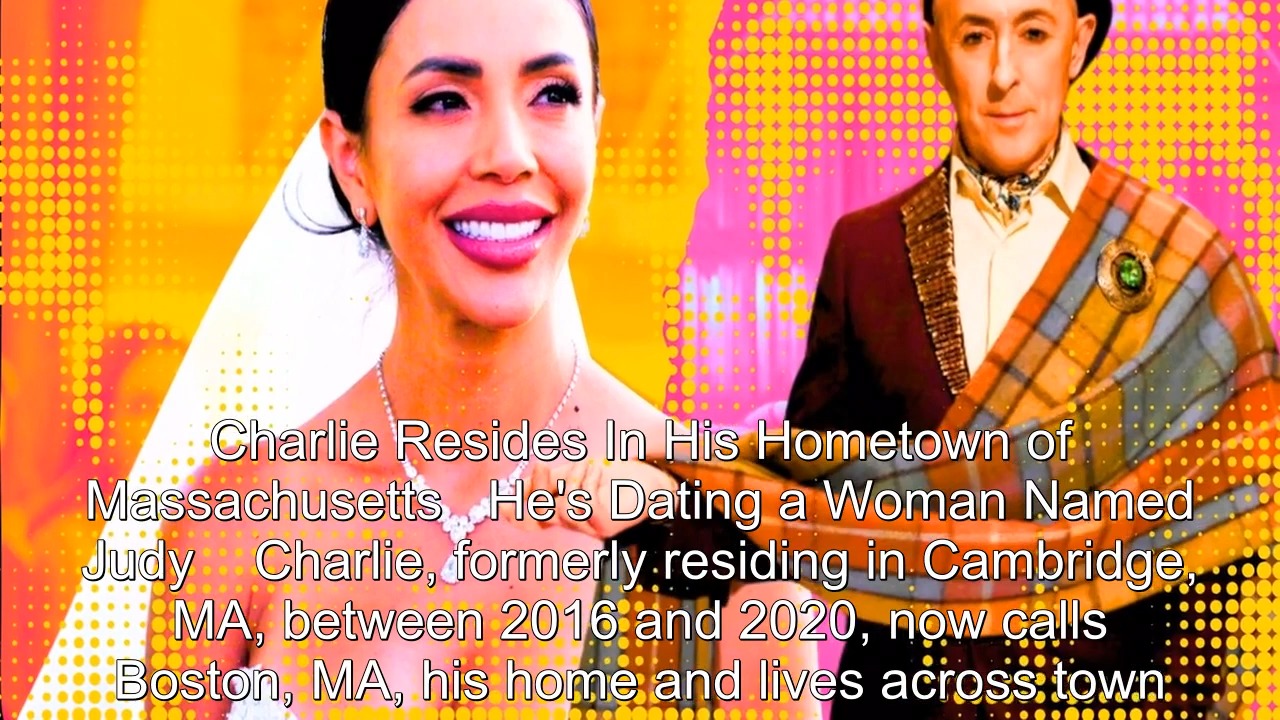 Charlie Resides In His Hometown of
Massachusetts   He's Dating a Woman Named
Judy    Charlie, formerly residing in Cambridge,
MA, between 2016 and 2020, now calls
Boston, MA, his home and lives across town